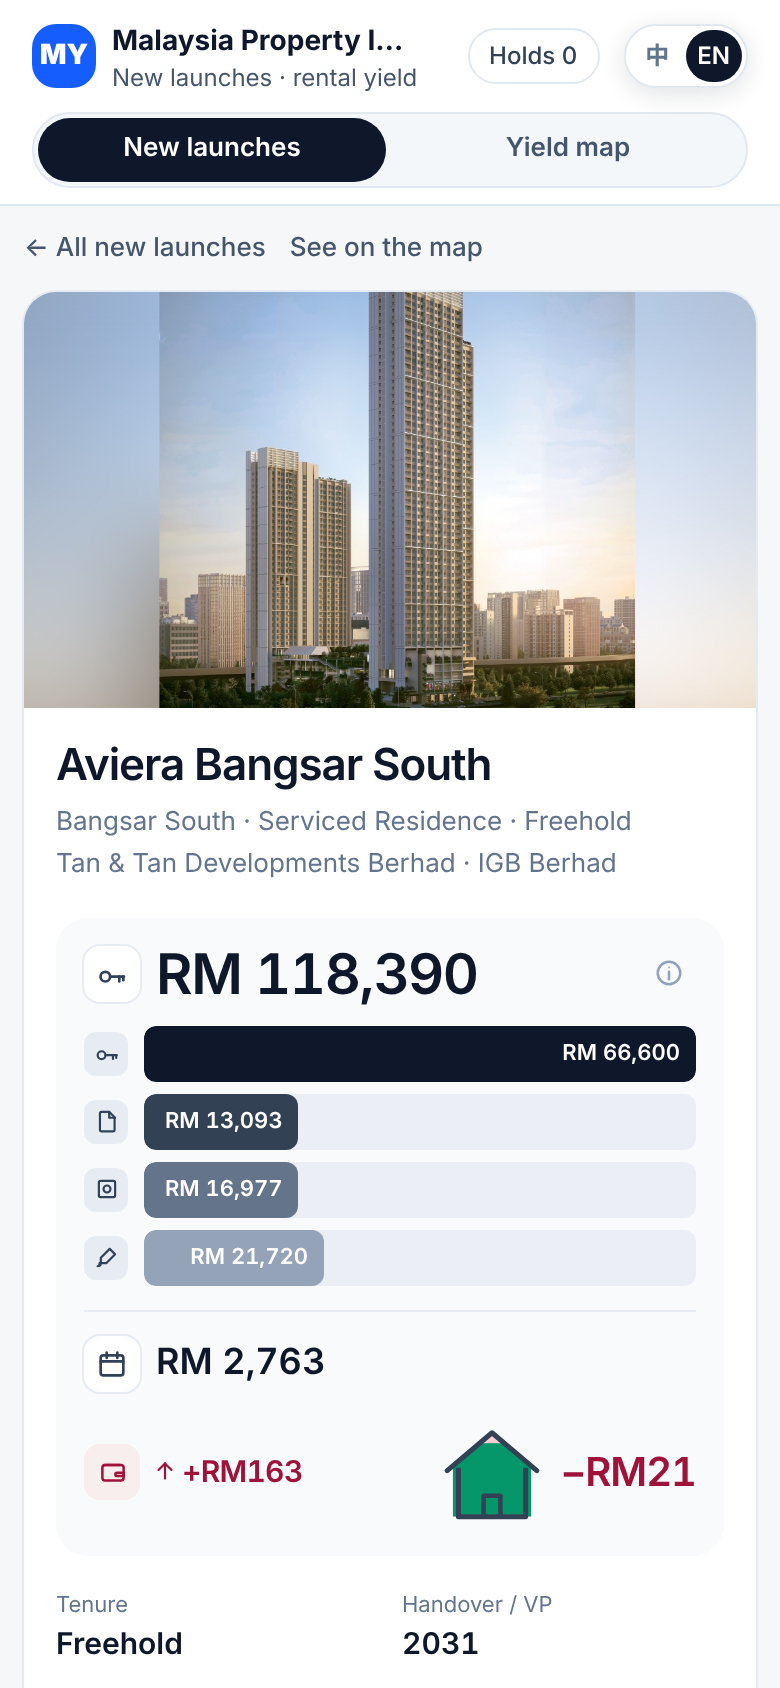 MY
Malaysia Property I...
New launches · rental yield
Holds 0
中
EN
New launches
Yield map
← All new launches
See on the map
Aviera Bangsar South
Bangsar South · Serviced Residence · Freehold
Tan & Tan Developments Berhad · IGB Berhad
RM 118,390
RM 66,600
RM 13,093
RM 16,977
RM 21,720
RM 2,763
↑ +RM163
−RM21
Tenure
Freehold
Handover / VP
2031